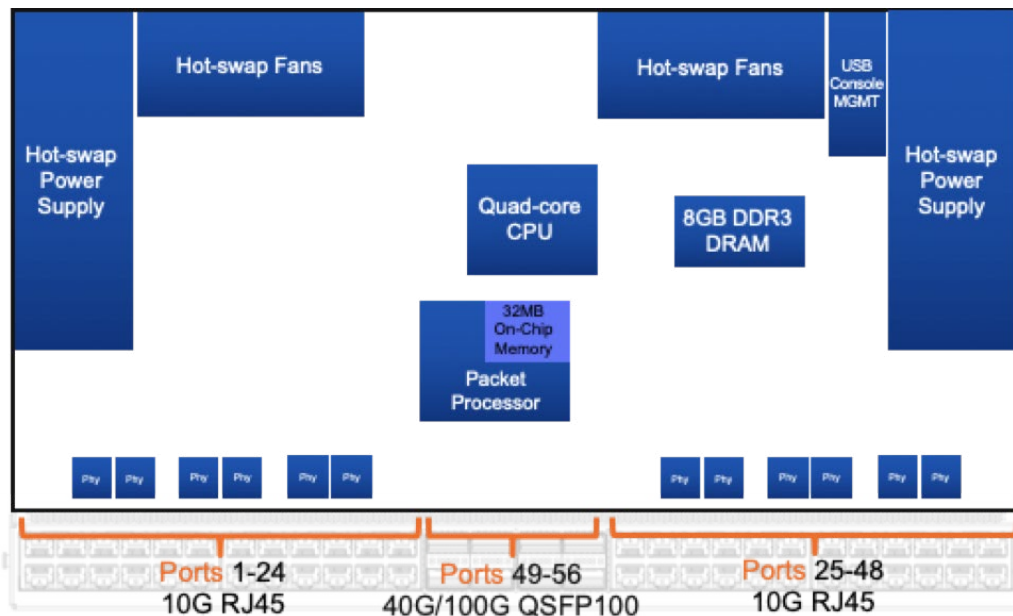 Hot-swap Fans
Hot-swap Fans
USB
Console
MGMT
Hot-swap
Power
Supply
Hot-swap
Power
Supply
Quad-core
CPU
8GB DDR3
DRAM
32MB
On-Chip
Memory
Packet
Processor
Phy Phy Phy Phy Phy Phy
Phy Phy Phy Phy Phy Phy
Ports 1-24
10G RJ45
Ports 49-56
40G/100G QSFP100
Ports 25-48
10G RJ45